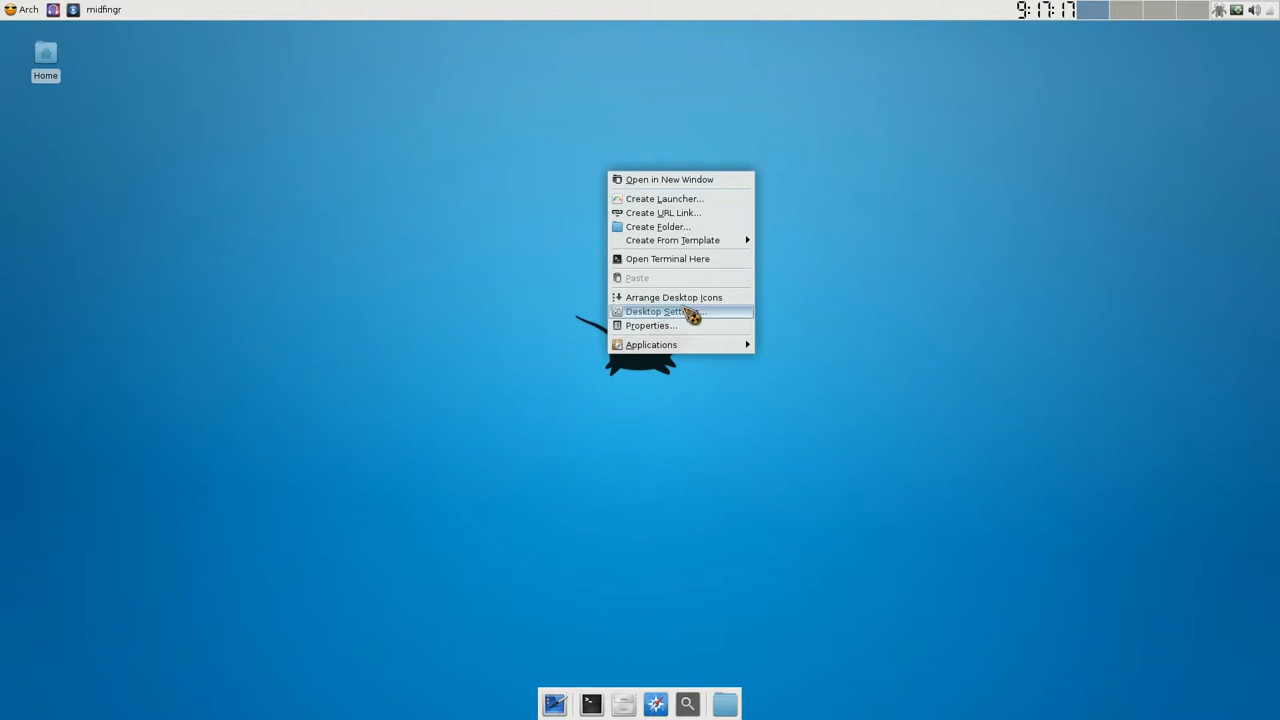 Arch midfingr 9:17:17
Home
Open in New Window
Create Launcher...
Create URL Link...
Create Folder...
Create From Template
Open Terminal Here
Paste
Arrange Desktop Icons
Desktop
Properties...
Applications